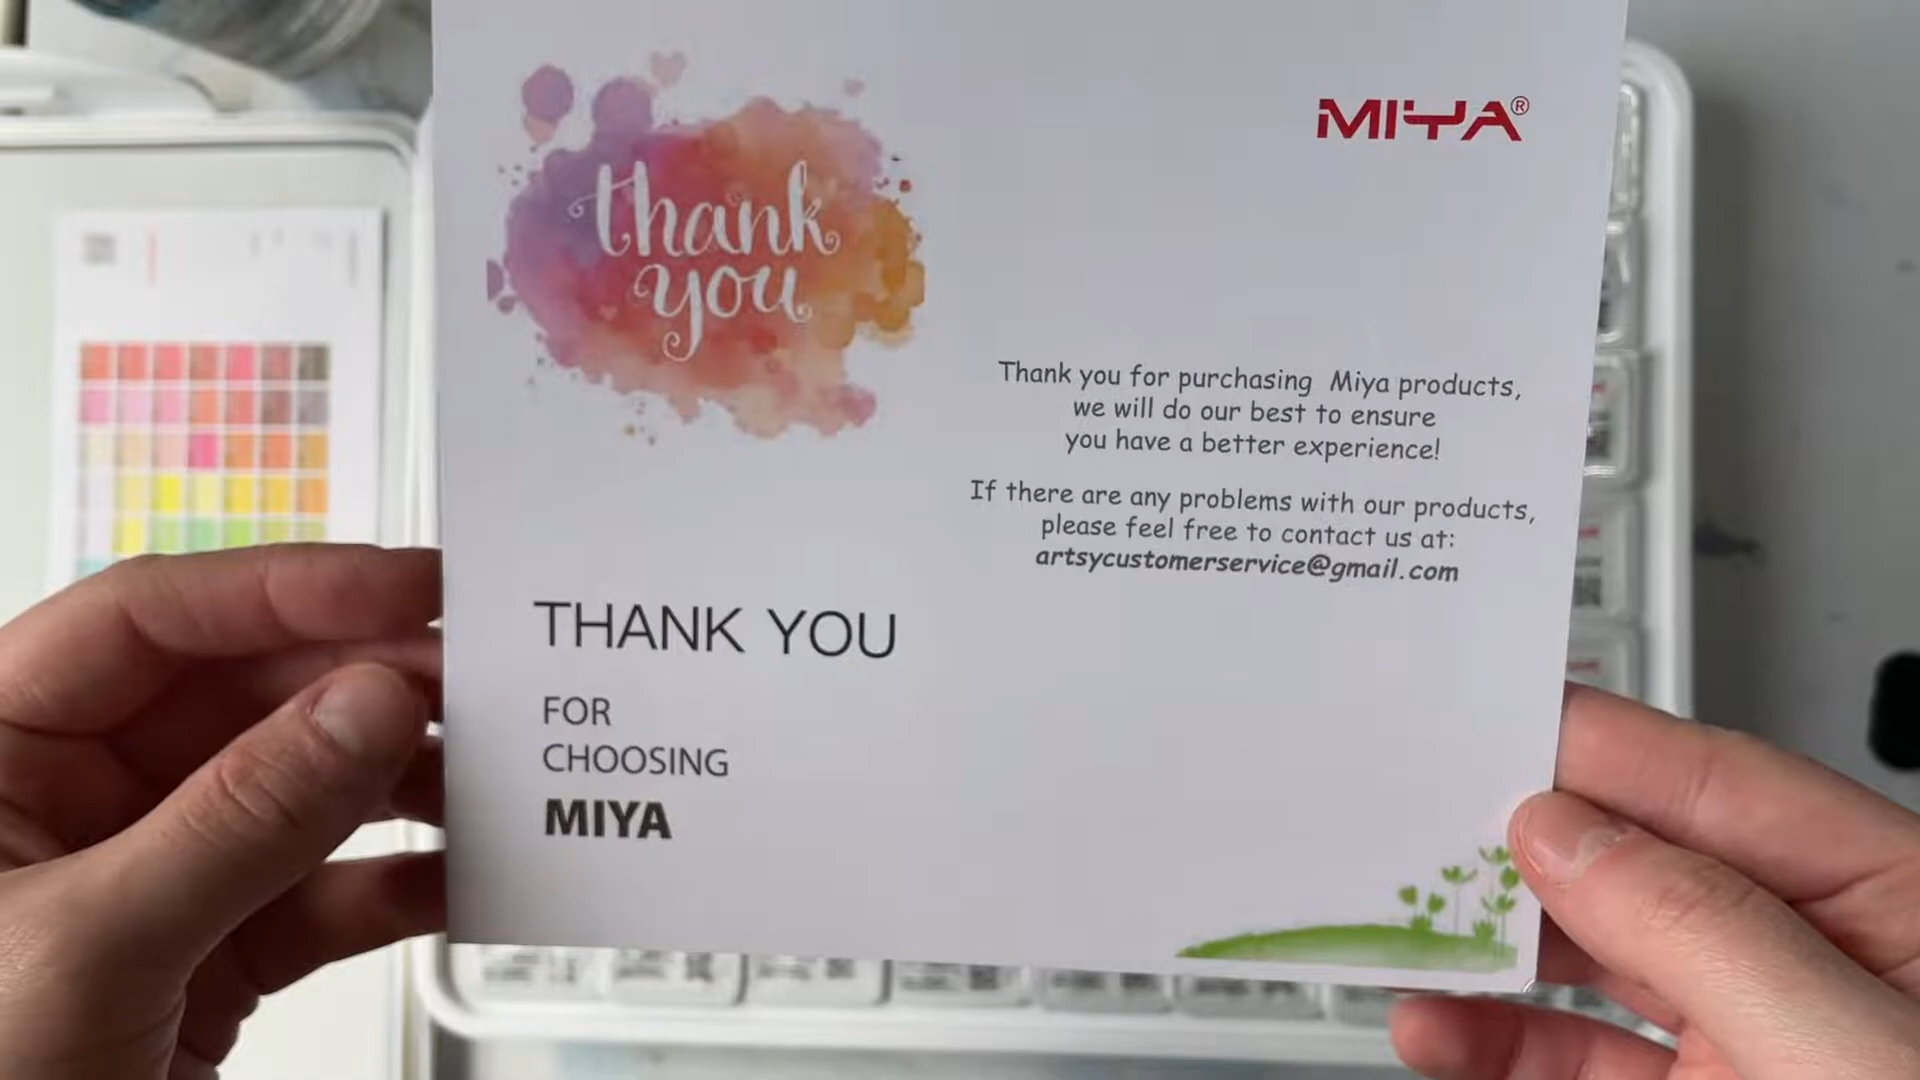 thank
you
THANK YOU
FOR
CHOOSING
MIYA
MIYA®
Thank you for purchasing Miya products,
we will do our best to ensure
you have a better experience!
If there are any problems with our products,
please feel free to contact us at:
artsycustomerservice@gmail.com